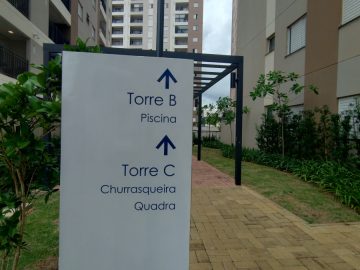 Torre B
Piscina
Torre C
Churrasqueira
Quadra